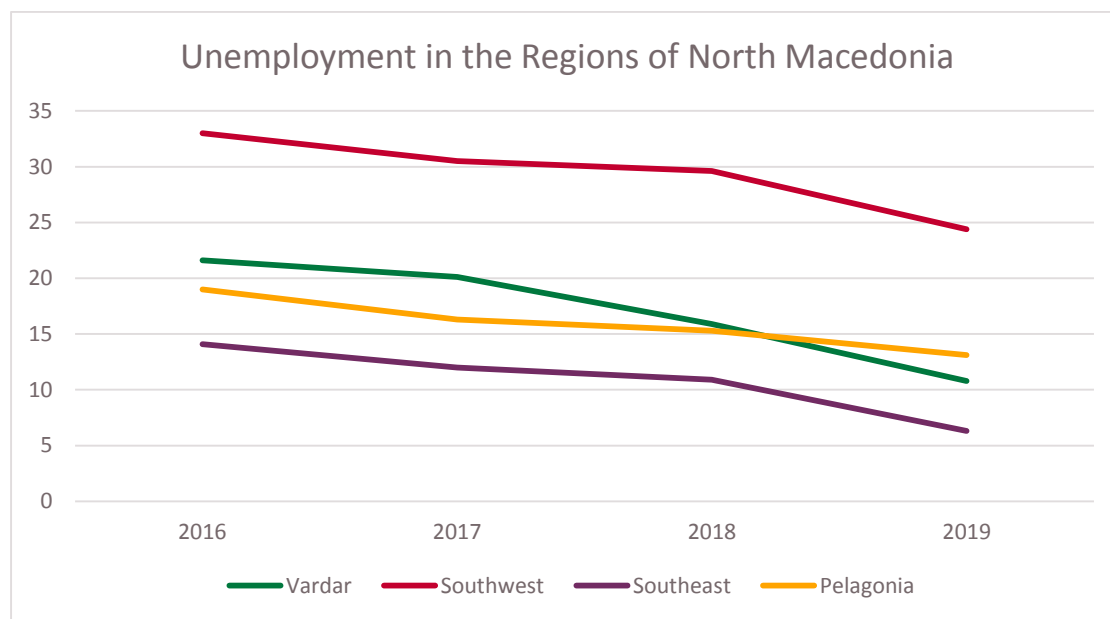 Unemployment in the Regions of North Macedonia
35
30
25
20
15
10
5
0
2016 2017 2018 2019
Vardar Southwest Southeast Pelagonia